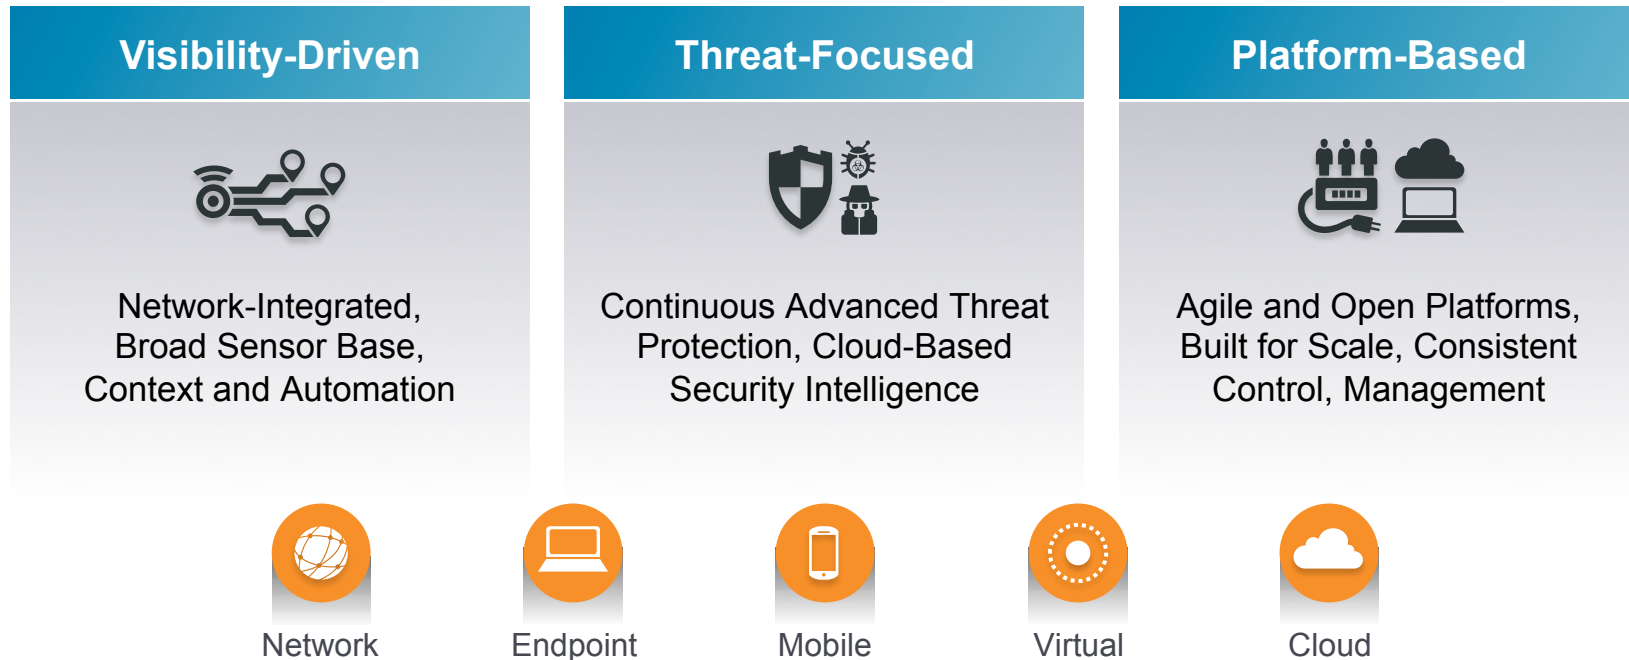 Visibility-Driven
Network-Integrated,
Broad Sensor Base,
Context and Automation
Threat-Focused
Continuous Advanced Threat
Protection, Cloud-Based
Security Intelligence
Platform-Based
Agile and Open Platforms,
Built for Scale, Consistent
Control, Management
Network
Endpoint
Mobile
Virtual
Cloud